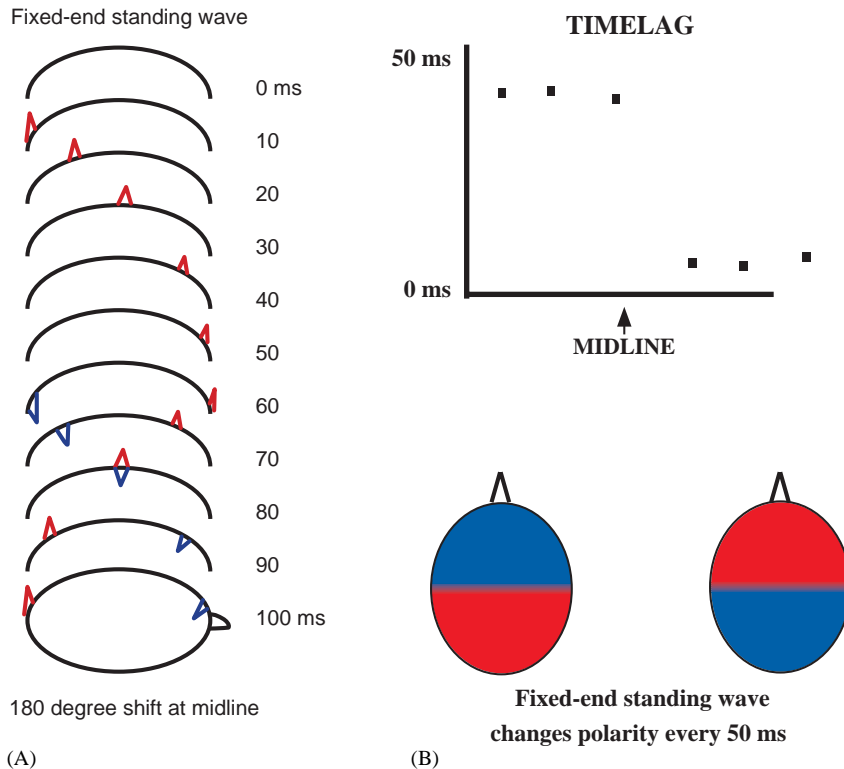 Fixed-end standing wave
0 ms
10
20
30
40
50
60
70
80
90
100 ms
180 degree shift at midline
(A)
TIMELAG
50 ms
0 ms
MIDLINE
Fixed-end standing wave
changes polarity every 50 ms
(B)